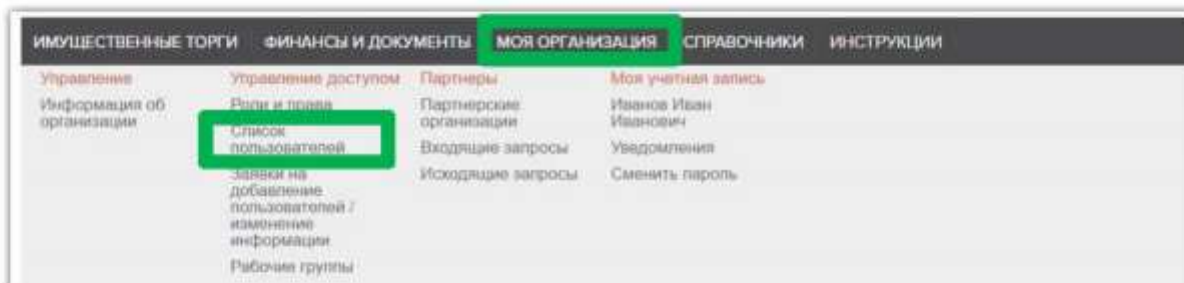 ИМУЩЕСТВЕННЫЕ ТОРГИ ФИНАНСЫ И ДОКУМЕНТЫ МОЯ ОРГАНИЗАЦИЯ СПРАВОЧНИКИ ИНСТРУКЦИИ
Управление
Информация об
организации
Управление доступом
Роли и права
Список
пользователей
Заявки на
добавление
пользователей /
изменение
информации
Рабочие группы
Партнеры
Партнерские
организации
Входящие запросы
Исходящие запросы
Моя учетная запись
Иванов Иван
Иванович
Уведомления
Сменить пароль